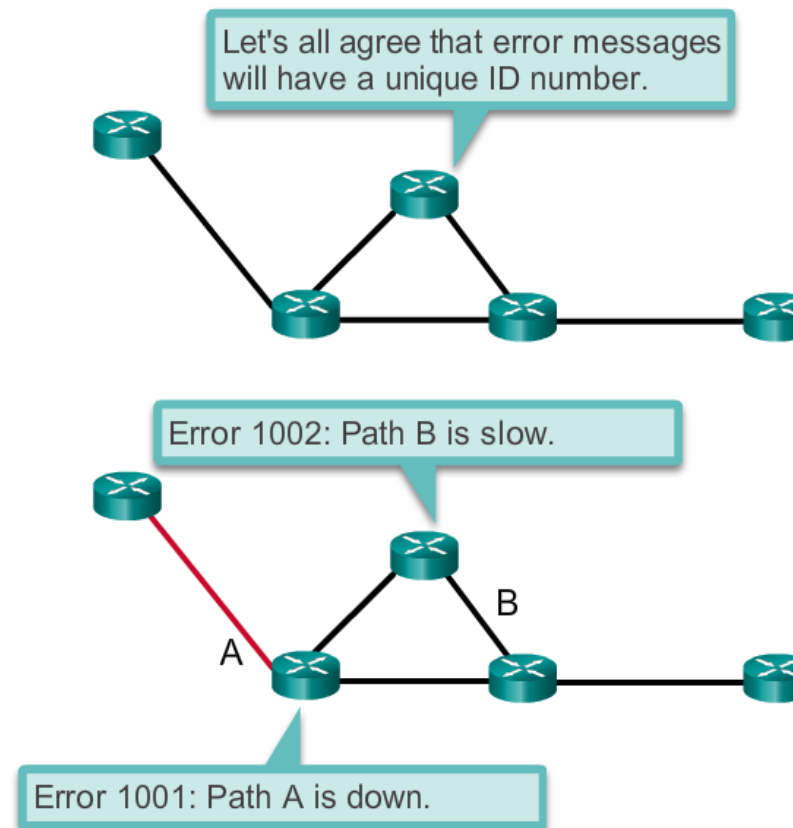 Let's all agree that error messages
will have a unique ID number.
Error 1002: Path B is slow.
B
A
Error 1001: Path A is down.